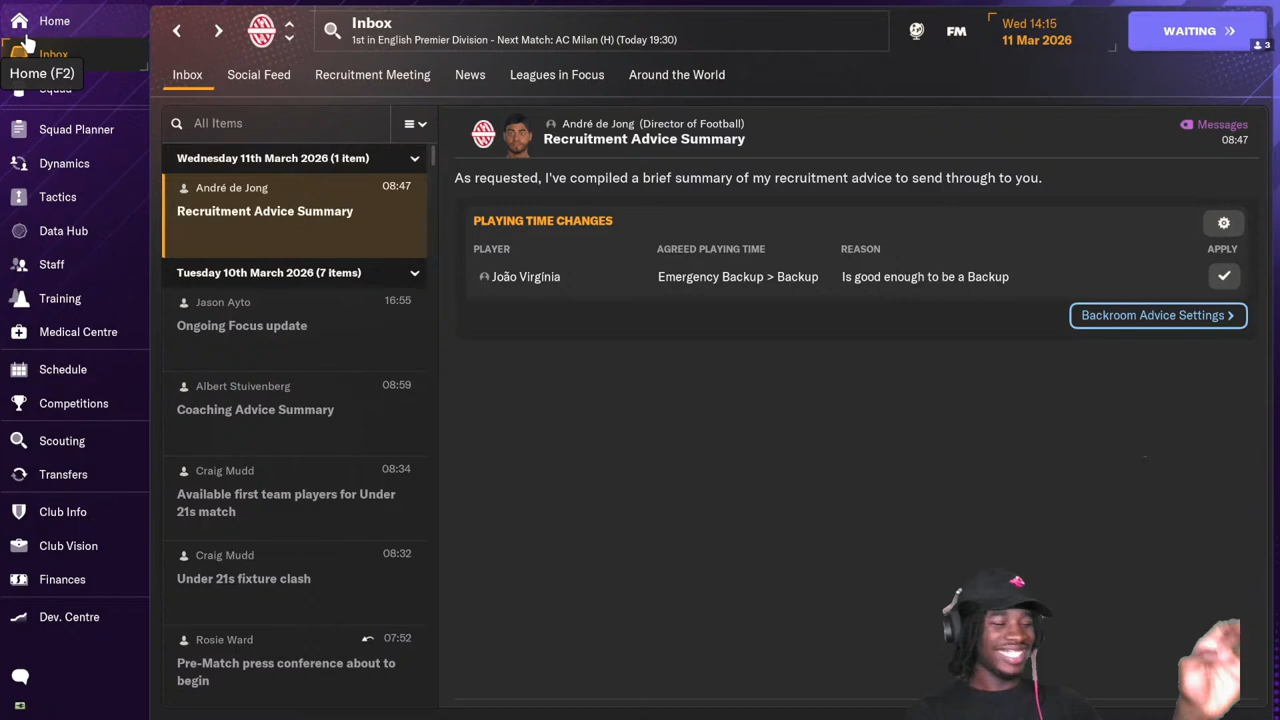 Home
Inbox
Home (F2)
Squad
Squad Planner
Dynamics
Tactics
Data Hub
Staff
Training
Medical Centre
Schedule
Competitions
Scouting
Transfers
Club Info
Club Vision
Finances
Dev. Centre
Inbox
1st in English Premier Division - Next Match: AC Milan (H) (Today 19:30)
FM
Wed 14:15
11 Mar 2026
WAITING
3
Inbox
Social Feed
Recruitment Meeting
News
Leagues in Focus
Around the World
All Items
Wednesday 11th March 2026 (1 item)
André de Jong 08:47
Recruitment Advice Summary
Tuesday 10th March 2026 (7 items)
Jason Ayto 16:55
Ongoing Focus update
Albert Stuivenberg 08:59
Coaching Advice Summary
Craig Mudd 08:34
Available first team players for Under
21s match
Craig Mudd 08:32
Under 21s fixture clash
Rosie Ward 07:52
Pre-Match press conference about to
begin
André de Jong (Director of Football)
Recruitment Advice Summary
Messages
08:47
As requested, I've compiled a brief summary of my recruitment advice to send through to you.
PLAYING TIME CHANGES
PLAYER AGREED PLAYING TIME REASON APPLY
João Virgínia Emergency Backup > Backup Is good enough to be a Backup
Backroom Advice Settings